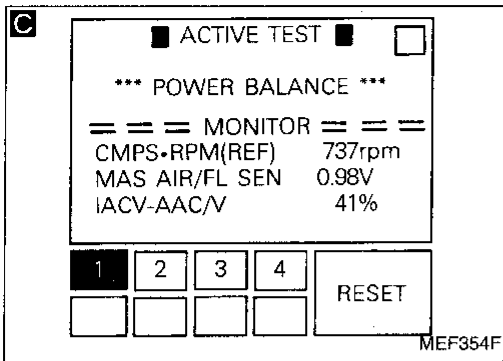 C
ACTIVE TEST
*** POWER BALANCE ***
= = = MONITOR = = =
CMPS•RPM(REF) 737rpm
MAS AIR/FL SEN 0.98V
IACV-AAC/V 41%
1 2 3 4
RESET
MEF354F